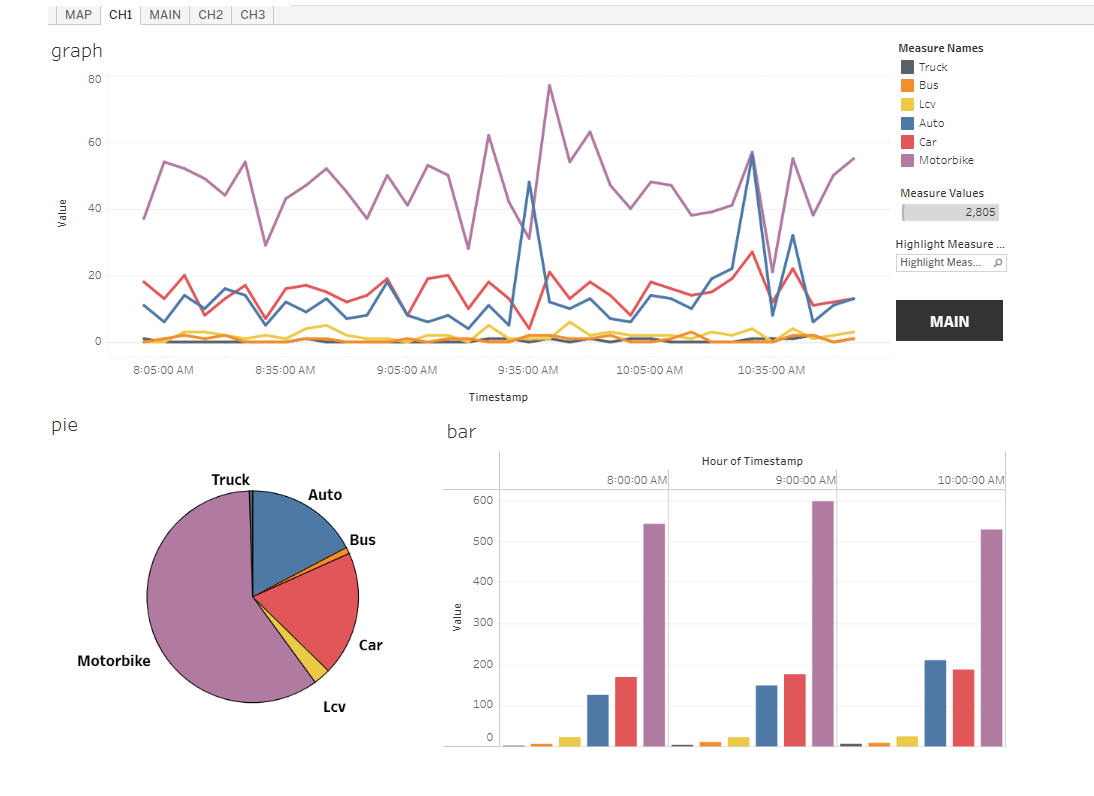 MAP CH1 MAIN CH2 CH3
graph
Measure Names
Truck
Bus
Lcv
Auto
Car
Motorbike
Measure Values
2,805
Highlight Measure ...
Highlight Meas...
MAIN
80
60
40
20
0
Value
8:05:00 AM 8:35:00 AM 9:05:00 AM 9:35:00 AM 10:05:00 AM 10:35:00 AM
Timestamp
pie
Truck
Auto
Bus
Car
Motorbike
Lcv
bar
Hour of Timestamp
8:00:00 AM 9:00:00 AM 10:00:00 AM
600
500
400
300
200
100
0
Value